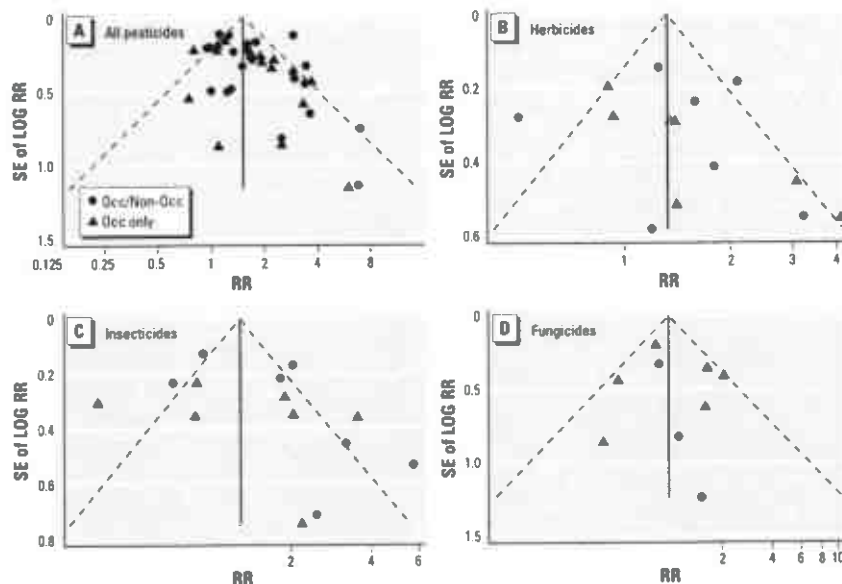 A All pesticides
SE of LOG RR
0
0.5
1.0
1.5
Occ/Non-Occ
Occ only
0.125 0.25 0.5 1 2 4 8
RR
B Herbicides
SE of LOG RR
0
0.2
0.4
0.6
1 2 3 4
RR
C Insecticides
SE of LOG RR
0
0.2
0.4
0.6
0.8
2 4 6
RR
D Fungicides
SE of LOG RR
0
0.5
1.0
1.5
2 4 6 8 10
RR